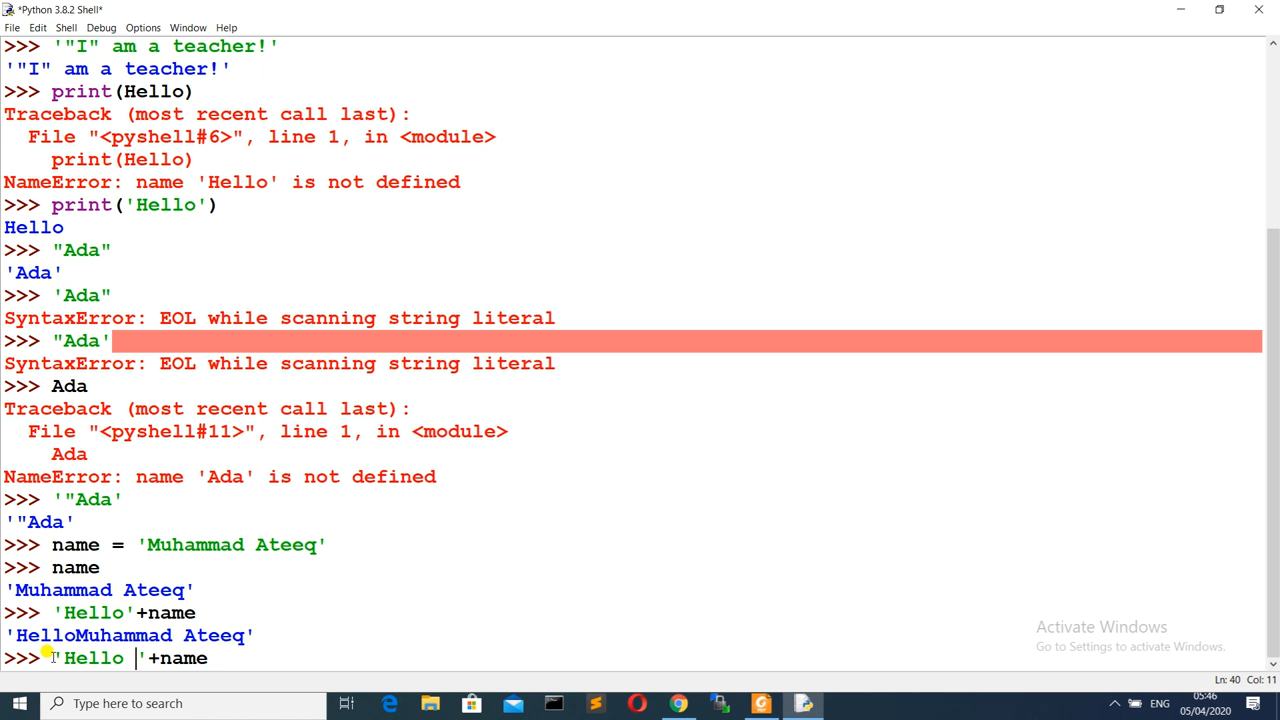 *Python 3.8.2 Shell*
File Edit Shell Debug Options Window Help
>>> '"I" am a teacher!'
'"I" am a teacher!'
>>> print(Hello)
Traceback (most recent call last):
  File "<pyshell#6>", line 1, in <module>
    print(Hello)
NameError: name 'Hello' is not defined
>>> print('Hello')
Hello
>>> "Ada"
'Ada'
>>> 'Ada"
SyntaxError: EOL while scanning string literal
>>> "Ada'
SyntaxError: EOL while scanning string literal
>>> Ada
Traceback (most recent call last):
  File "<pyshell#11>", line 1, in <module>
    Ada
NameError: name 'Ada' is not defined
>>> '"Ada'
'"Ada'
>>> name = 'Muhammad Ateeq'
>>> name
'Muhammad Ateeq'
>>> 'Hello'+name
'HelloMuhammad Ateeq'
>>> 'Hello '+name
Activate Windows
Go to Settings to activate Windows.
Ln: 40 Col: 11
Type here to search
ENG
05:46
05/04/2020